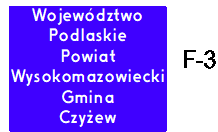 Województwo
Podlaskie
Powiat
Wysokomazowiecki
Gmina
Czyżew
F-3